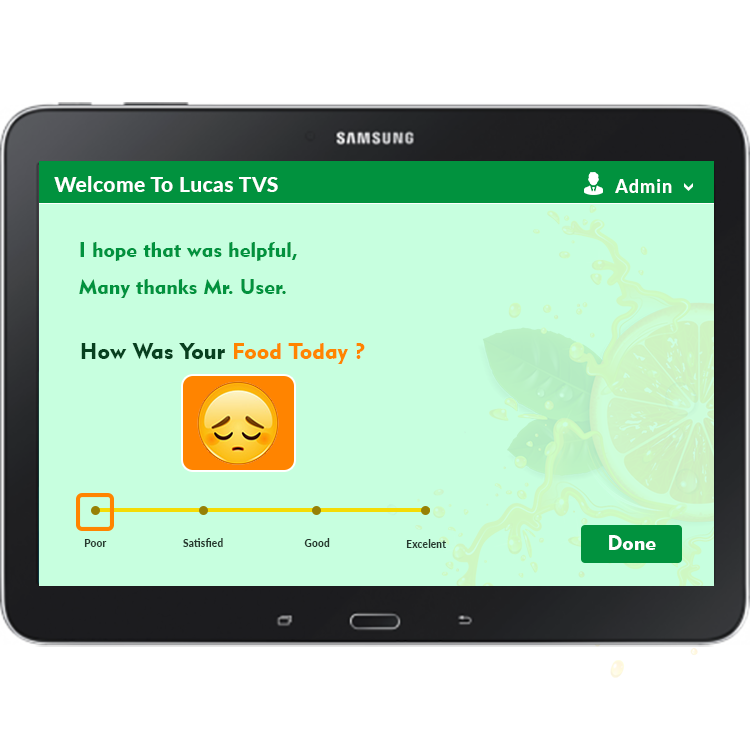 SAMSUNG
Welcome To Lucas TVS
Admin
I hope that was helpful,
Many thanks Mr. User.
How Was Your Food Today ?
Poor
Satisfied
Good
Excelent
Done